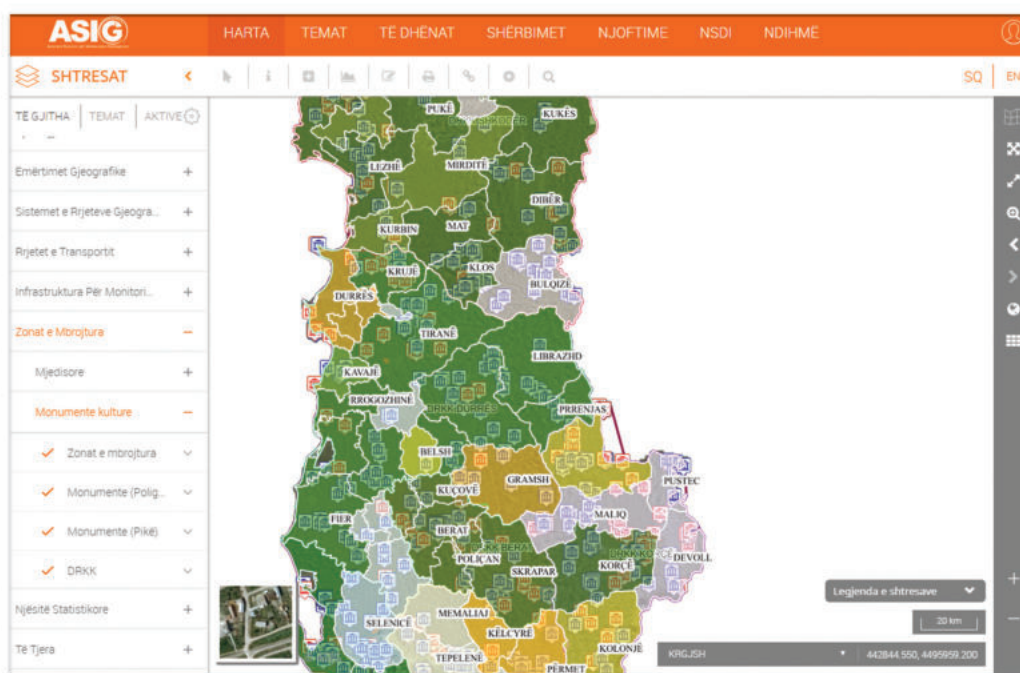 ASIG
HARTA TEMAT TË DHËNAT SHËRBIMET NJOFTIME NSDI NDIHMË
SHTRESAT
SQ EN
TË GJITHA TEMAT AKTIVE
Emërtimet Gjeografike
Sistemet e Rrjeteve Gjeogra...
Rrjetet e Transportit
Infrastruktura Për Monitori...
Zonat e Mbrojtura
Mjedisore
Monumente kulture
Zonat e mbrojtura
Monumente (Polig...
Monumente (Pikë)
DRKK
Njësitë Statistikore
Të Tjera
PUKË
KUKËS
LEZHË
MIRDITË
DIBËR
KURBIN
MAT
KRUJË
KLOS
BULQIZË
DURRËS
TIRANË
LIBRAZHD
KAVAJË
RROGOZHINË
DRKK DURRËS
PRRENJAS
BELSH
GRAMSH
PUSTEC
KUÇOVË
MALIQ
FIER
BERAT
DRKK BERAT
DRKK KORÇË
DEVOLL
POLIÇAN
SKRAPAR
KORÇË
MEMALIAJ
SELENICË
KËLCYRË
KOLONJË
TEPELENË
PËRMET
Legjenda e shtresave
20 km
KRGJSH 442844.550, 4495959.200